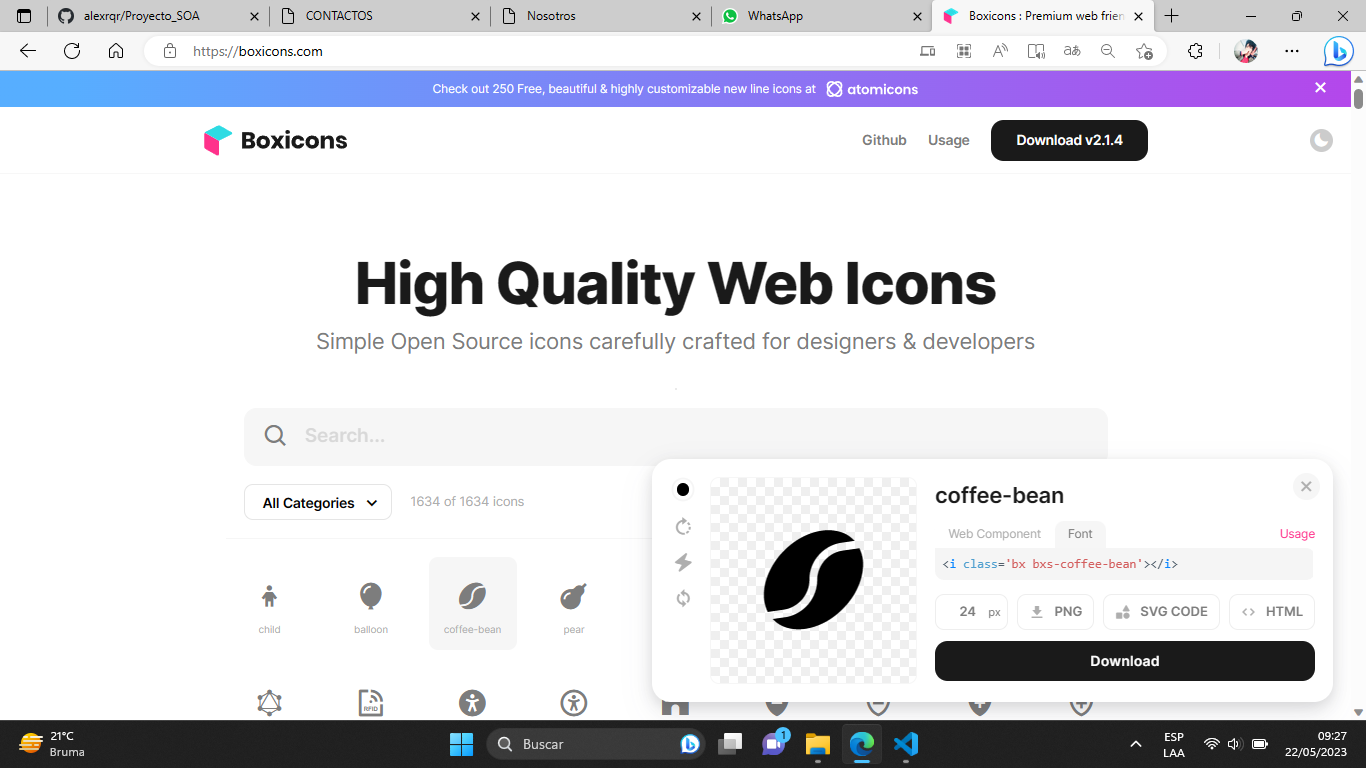 alexrqr/Proyecto_SOA
CONTACTOS
Nosotros
WhatsApp
Boxicons : Premium web frien
https://boxicons.com
Check out 250 Free, beautiful & highly customizable new line icons at atomicons
Boxicons
Github
Usage
Download v2.1.4
High Quality Web Icons
Simple Open Source icons carefully crafted for designers & developers
Search...
All Categories
1634 of 1634 icons
child
balloon
coffee-bean
pear
RFID
coffee-bean
Web Component
Font
Usage
<i class='bx bxs-coffee-bean'></i>
24 px
PNG
SVG CODE
HTML
Download
21°C
Bruma
Buscar
1
ESP
LAA
09:27
22/05/2023